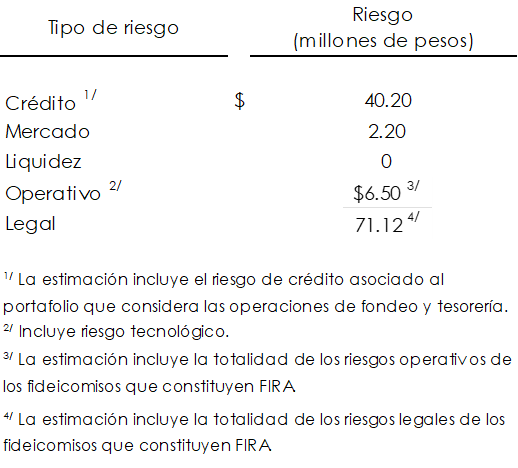 Tipo de riesgo Riesgo
(millones de pesos)
Crédito 1/ $ 40.20
Mercado 2.20
Liquidez 0
Operativo 2/ $6.50 3/
Legal 71.12 4/
1/ La estimación incluye el riesgo de crédito asociado al
portafolio que considera las operaciones de fondeo y tesorería.
2/ Incluye riesgo tecnológico.
3/ La estimación incluye la totalidad de los riesgos operativos de
los fideicomisos que constituyen FIRA
4/ La estimación incluye la totalidad de los riesgos legales de los
fideicomisos que constituyen FIRA